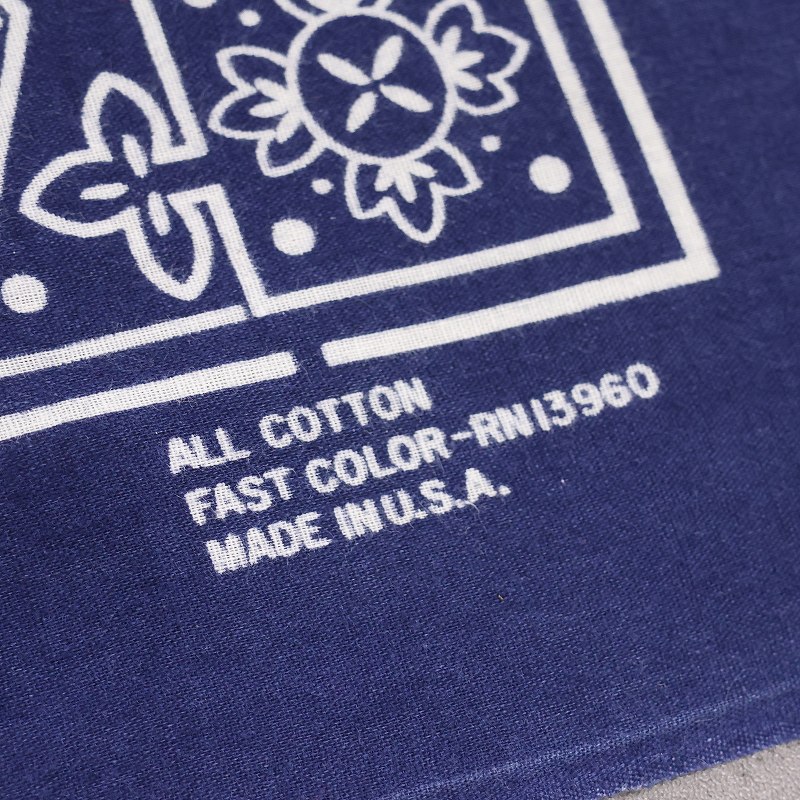 ALL COTTON
FAST COLOR-RN13960
MADE IN U.S.A.